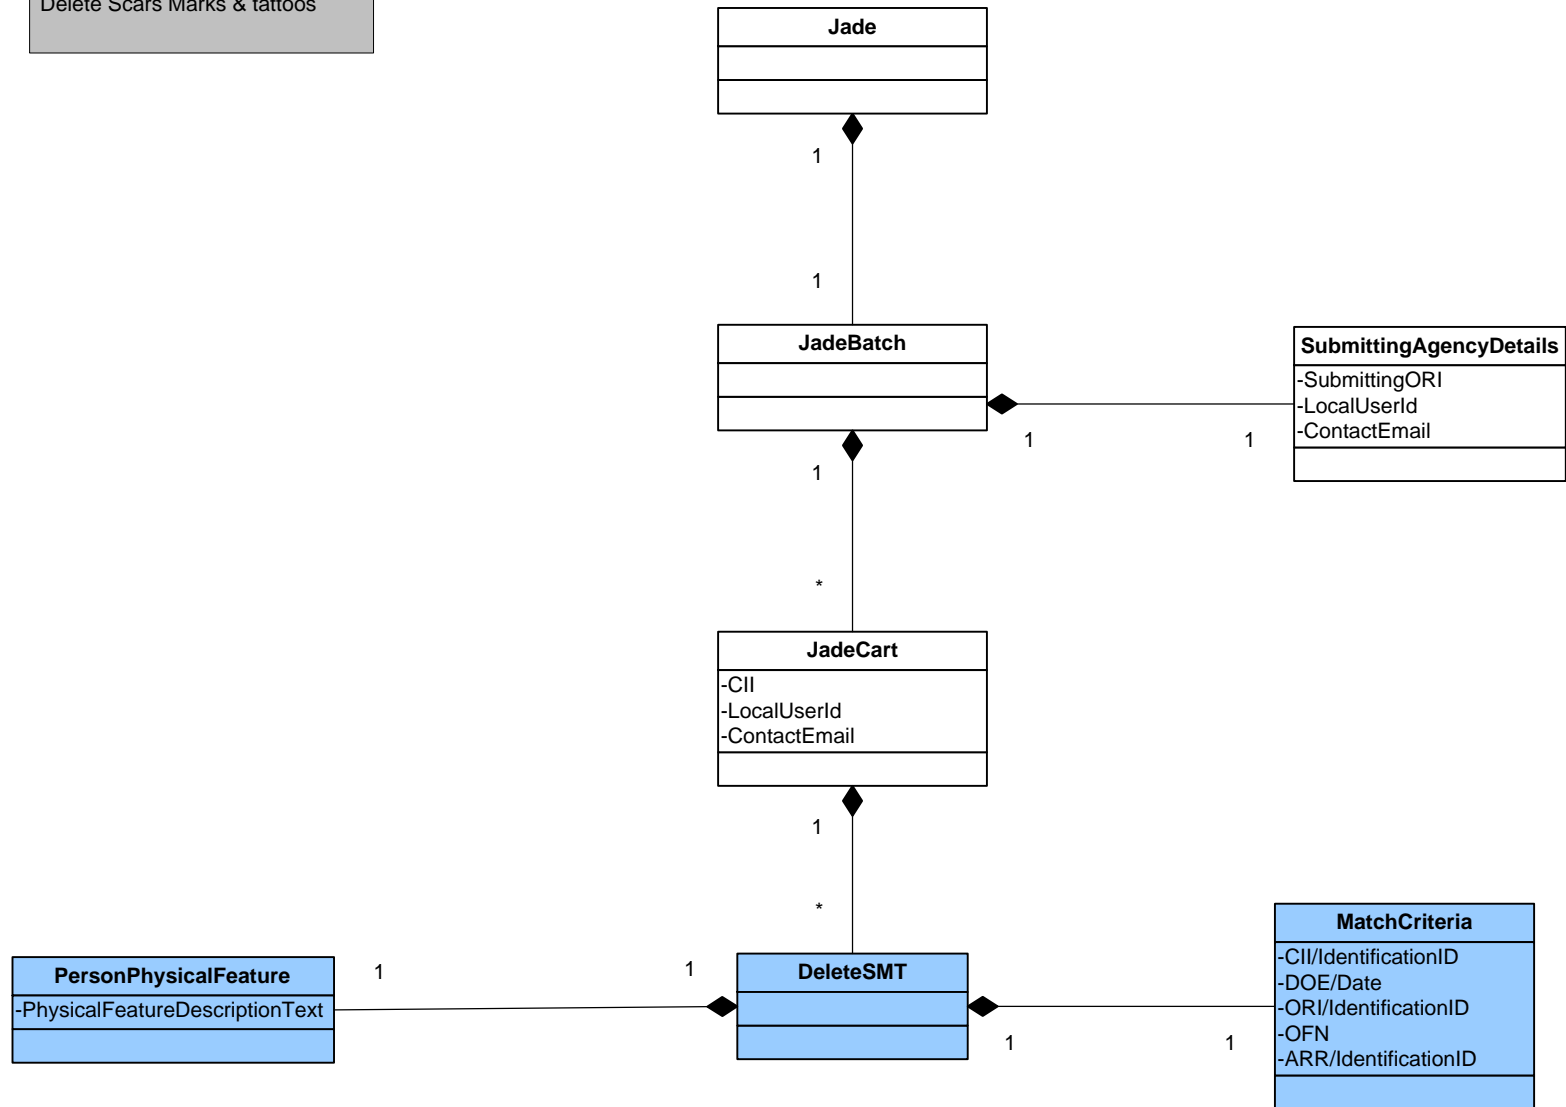 Delete Scars Marks & tattoos
Jade
1
1
JadeBatch
SubmittingAgencyDetails
-SubmittingORI
-LocalUserId
-ContactEmail
1
1
1
*
JadeCart
-CII
-LocalUserId
-ContactEmail
1
*
PersonPhysicalFeature
-PhysicalFeatureDescriptionText
1
1
DeleteSMT
1
1
MatchCriteria
-CII/IdentificationID
-DOE/Date
-ORI/IdentificationID
-OFN
-ARR/IdentificationID